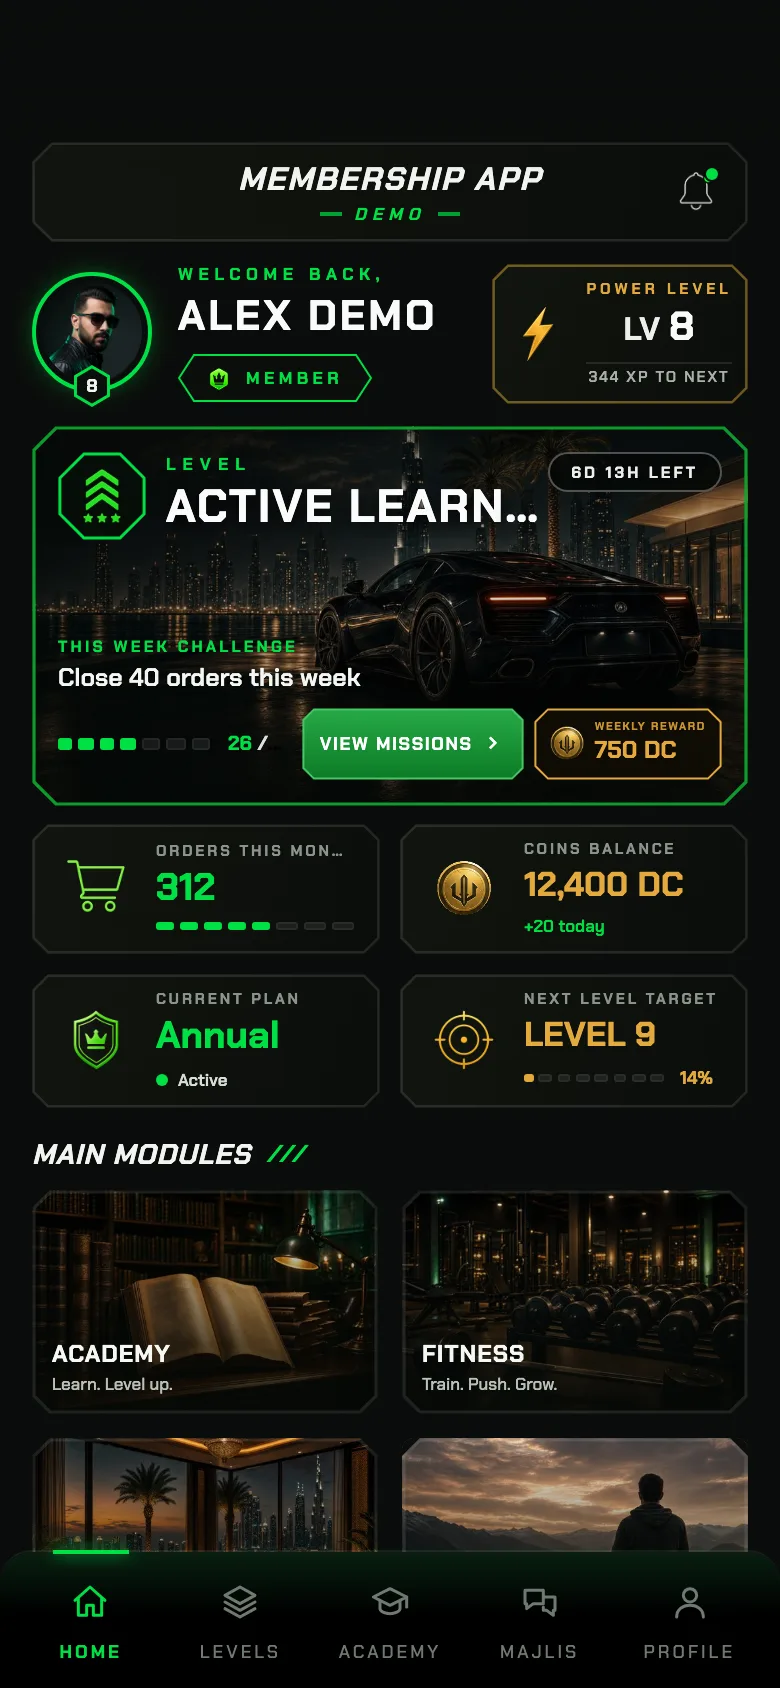 MEMBERSHIP APP
DEMO
WELCOME BACK,
ALEX DEMO
8
MEMBER
POWER LEVEL
LV 8
344 XP TO NEXT
LEVEL
ACTIVE LEARN...
6D 13H LEFT
THIS WEEK CHALLENGE
Close 40 orders this week
26 /
VIEW MISSIONS
WEEKLY REWARD
750 DC
ORDERS THIS MON...
312
COINS BALANCE
12,400 DC
+20 today
CURRENT PLAN
Annual
Active
NEXT LEVEL TARGET
LEVEL 9
14%
MAIN MODULES ///
ACADEMY
Learn. Level up.
FITNESS
Train. Push. Grow.
HOME
LEVELS
ACADEMY
MAJLIS
PROFILE